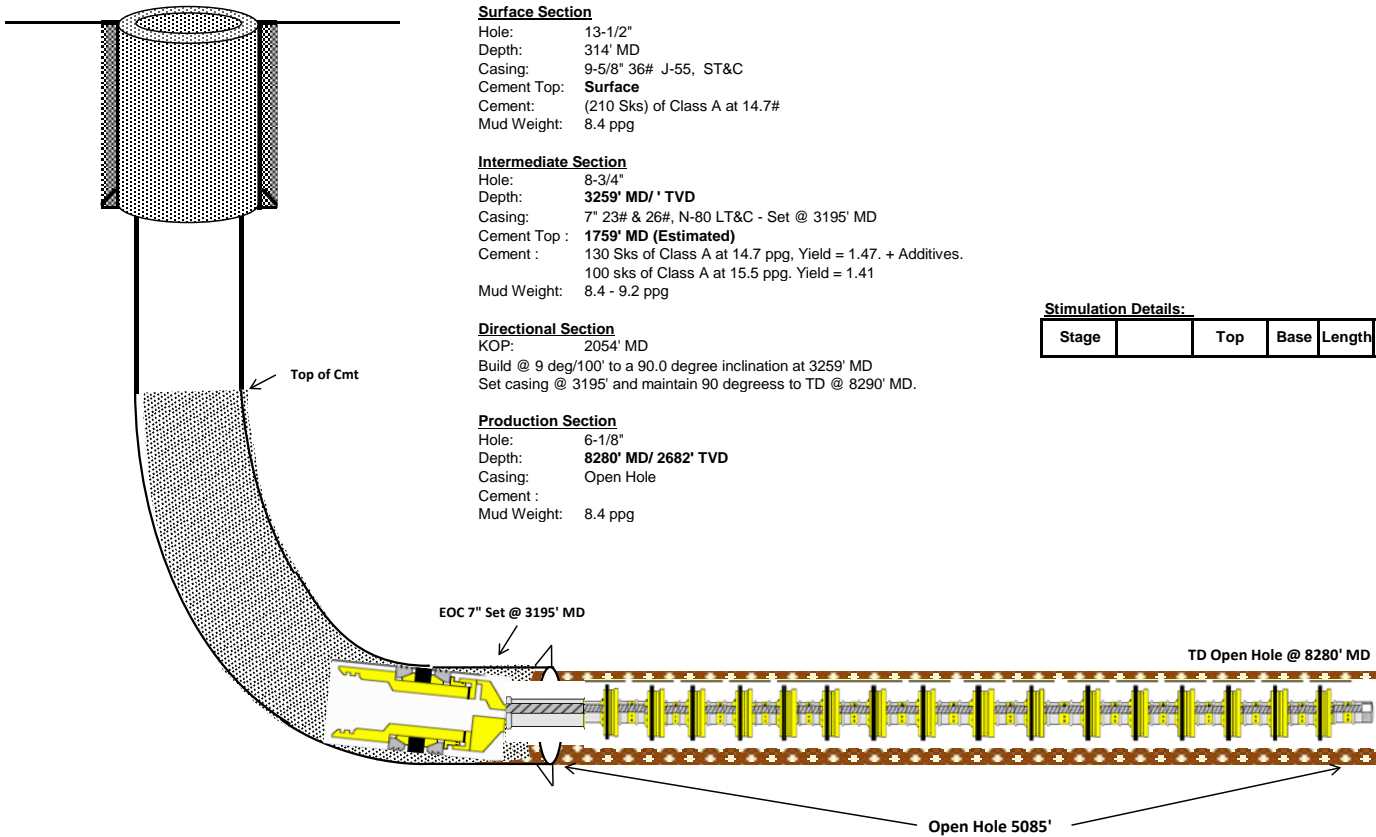 Surface Section
Hole: 13-1/2"
Depth: 314' MD
Casing: 9-5/8" 36# J-55, ST&C
Cement Top: Surface
Cement: (210 Sks) of Class A at 14.7#
Mud Weight: 8.4 ppg
Intermediate Section
Hole: 8-3/4"
Depth: 3259' MD/ ' TVD
Casing: 7" 23# & 26#, N-80 LT&C - Set @ 3195' MD
Cement Top : 1759' MD (Estimated)
Cement : 130 Sks of Class A at 14.7 ppg, Yield = 1.47. + Additives.
100 sks of Class A at 15.5 ppg. Yield = 1.41
Mud Weight: 8.4 - 9.2 ppg
Stimulation Details:
Stage Top Base Length
Directional Section
KOP: 2054' MD
Build @ 9 deg/100' to a 90.0 degree inclination at 3259' MD
Set casing @ 3195' and maintain 90 degreess to TD @ 8290' MD.
Top of Cmt
Production Section
Hole: 6-1/8"
Depth: 8280' MD/ 2682' TVD
Casing: Open Hole
Cement :
Mud Weight: 8.4 ppg
EOC 7" Set @ 3195' MD
TD Open Hole @ 8280' MD
Open Hole 5085'